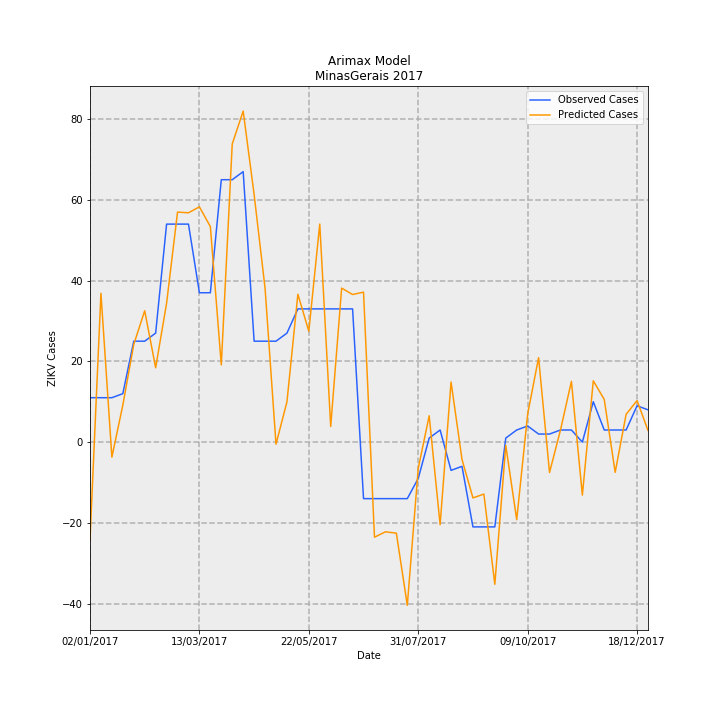 Arimax Model
MinasGerais 2017
Observed Cases
Predicted Cases
ZIKV Cases
80
60
40
20
0
−20
−40
02/01/2017 13/03/2017 22/05/2017 31/07/2017 09/10/2017 18/12/2017
Date